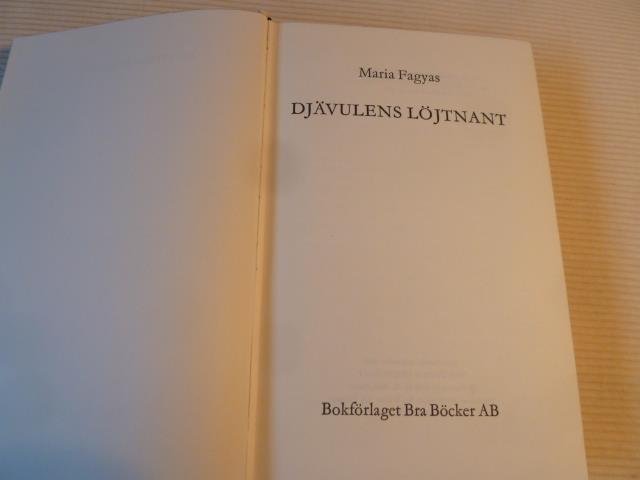 Maria Fagyas
DJÄVULENS LÖJTNANT
Bokförlaget Bra Böcker AB